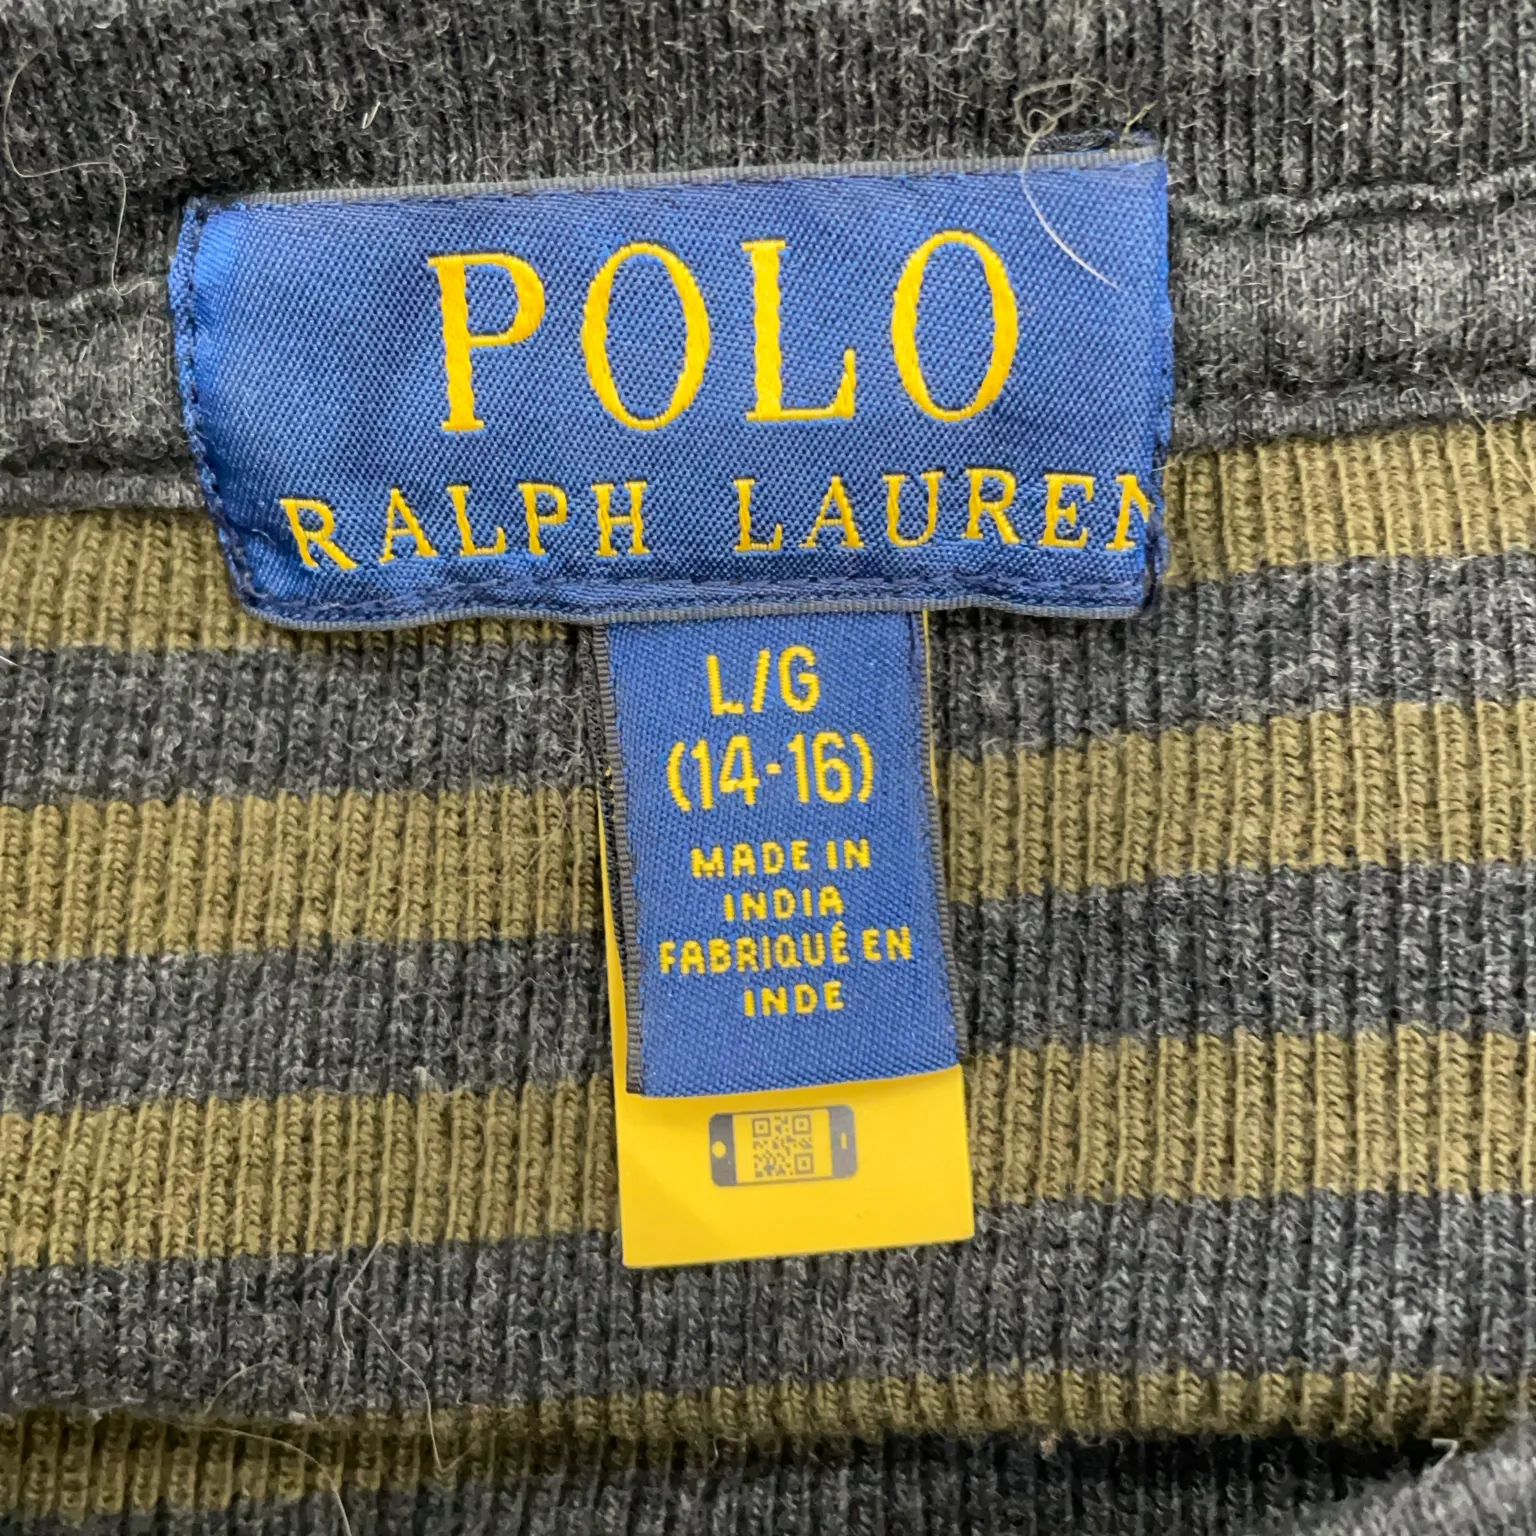 POLO
RALPH LAUREN
L/G
(14-16)
MADE IN
INDIA
FABRIQUÉ EN
INDE